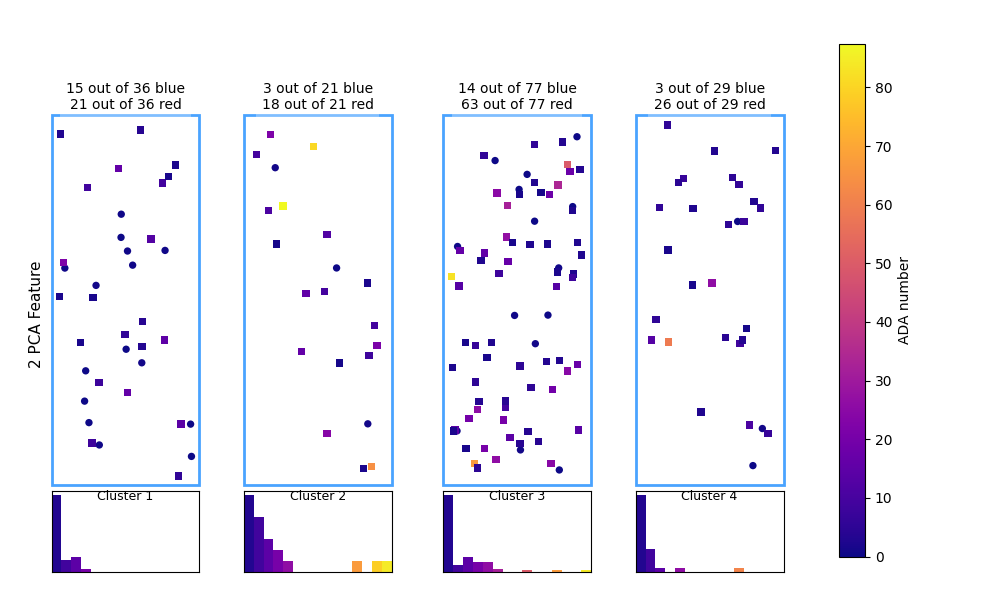 15 out of 36 blue
21 out of 36 red
3 out of 21 blue
18 out of 21 red
14 out of 77 blue
63 out of 77 red
3 out of 29 blue
26 out of 29 red
2 PCA Feature
Cluster 1
Cluster 2
Cluster 3
Cluster 4
80
70
60
50
40
30
20
10
0
ADA number